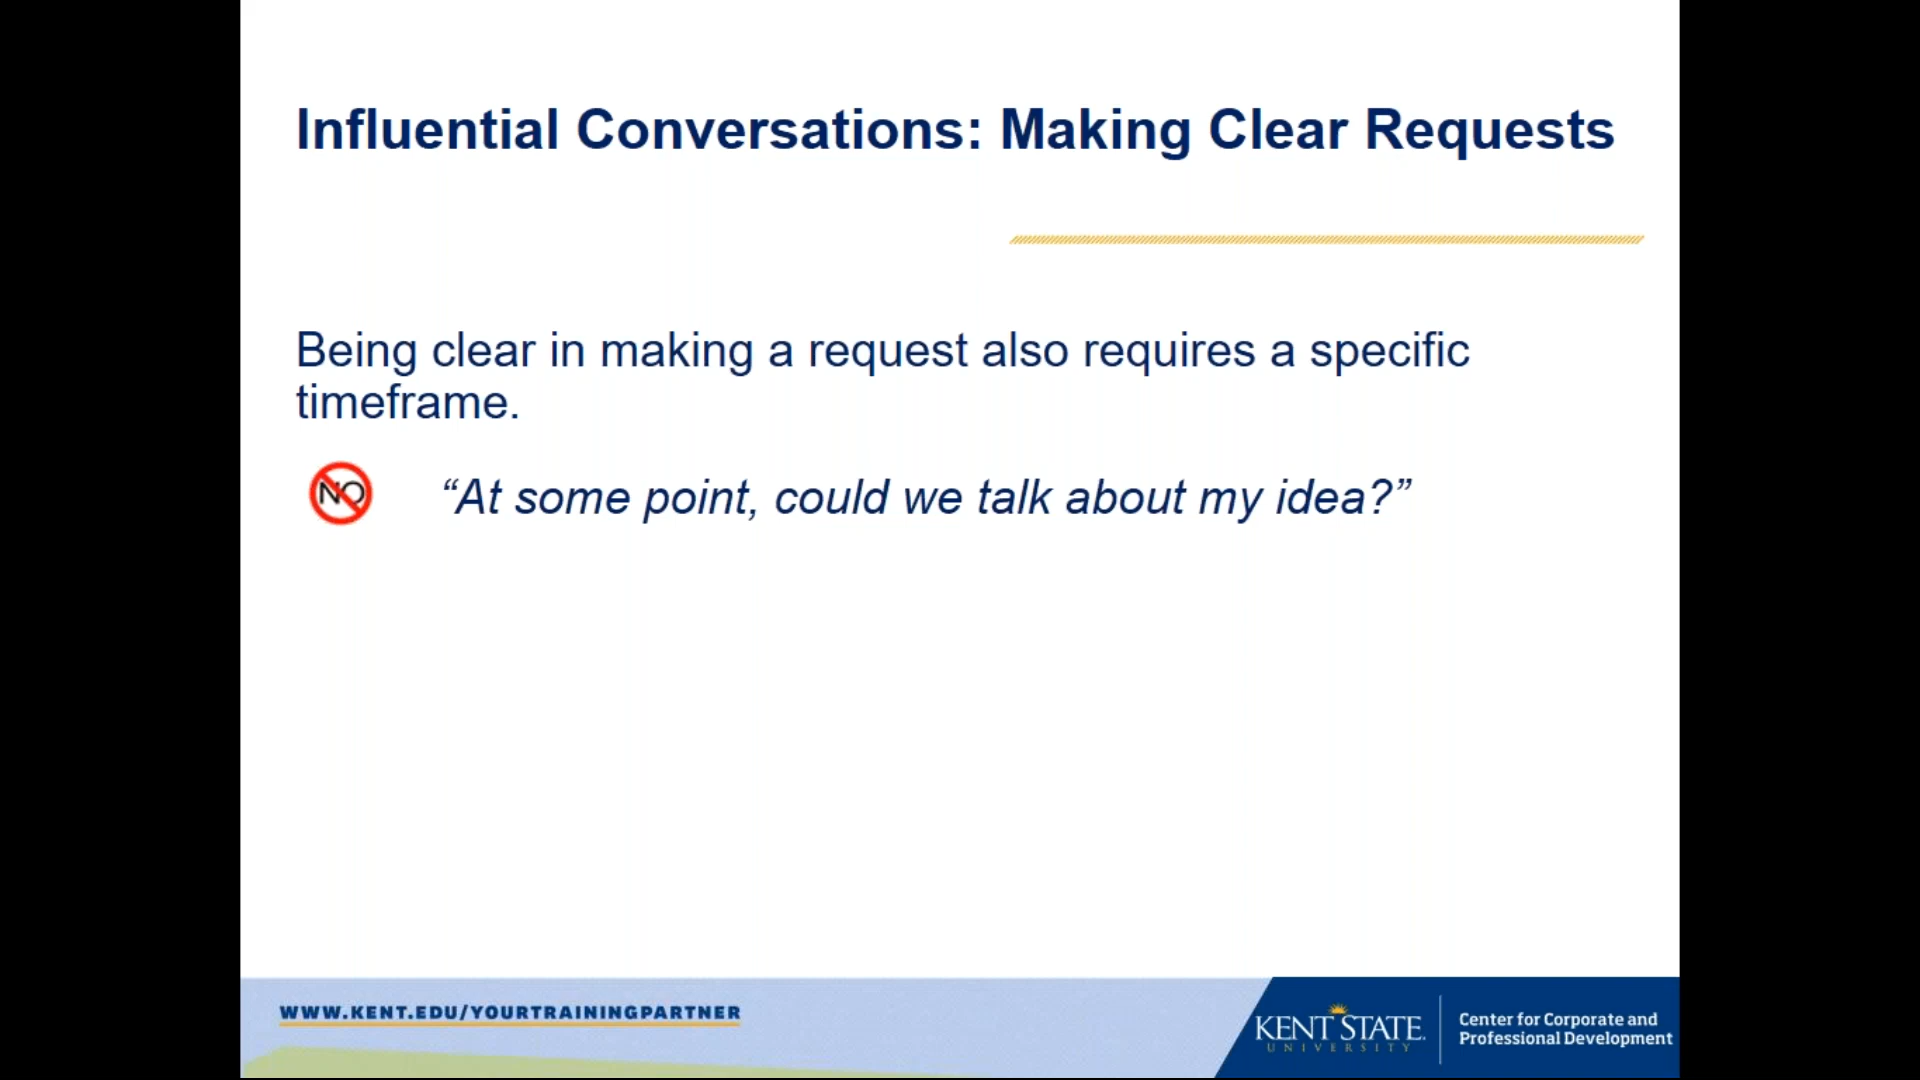 Influential Conversations: Making Clear Requests
Being clear in making a request also requires a specific
timeframe.
NO
“At some point, could we talk about my idea?”
WWW.KENT.EDU/YOURTRAININGPARTNER
KENT STATE
UNIVERSITY
Center for Corporate and
Professional Development